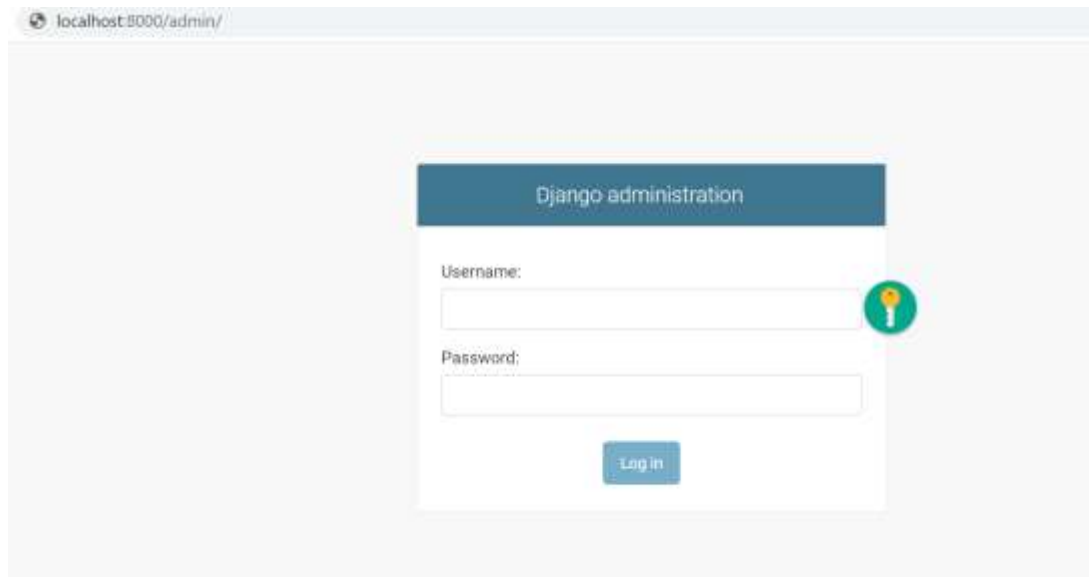 localhost:8000/admin/
Django administration
Username:
Password:
Log in